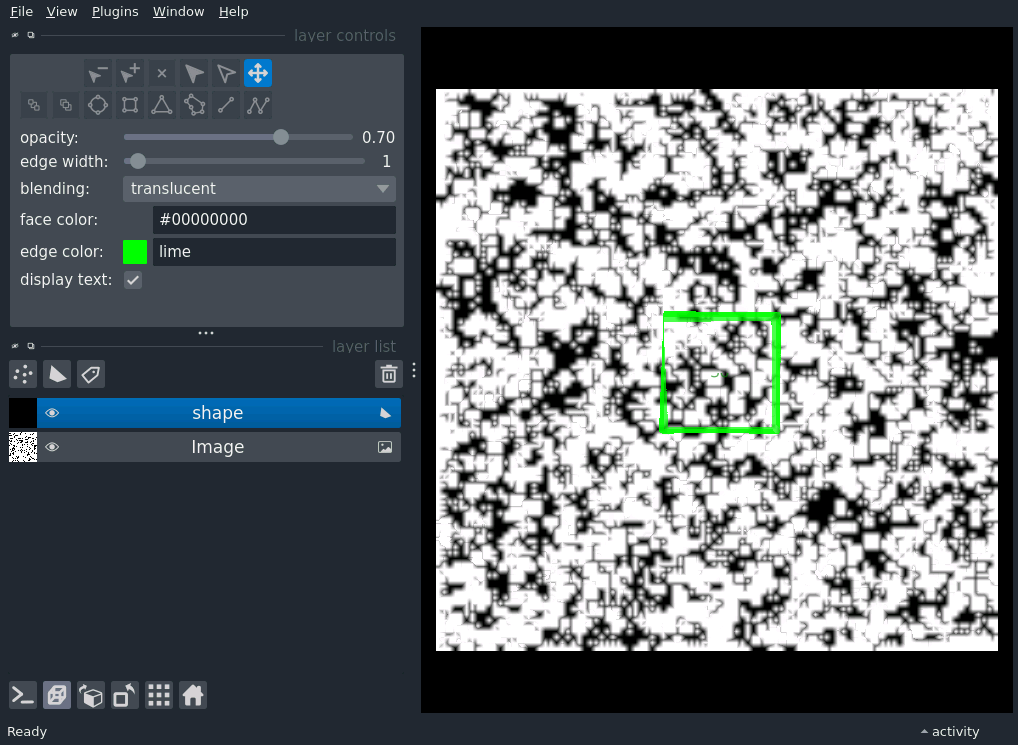 File View Plugins Window Help
layer controls
opacity: 0.70
edge width: 1
blending: translucent
face color: #00000000
edge color: lime
display text:
layer list
shape
Image
Ready
activity